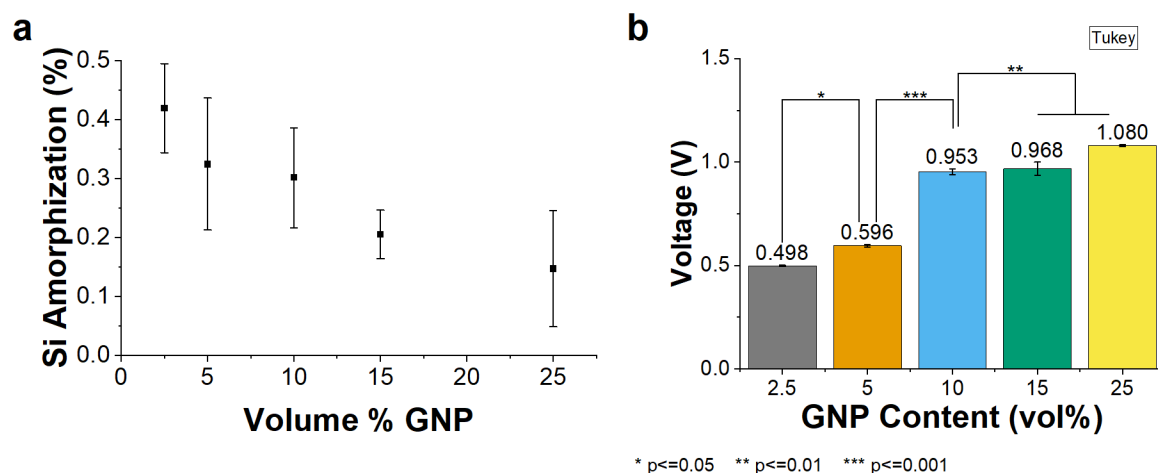 a
Si Amorphization (%)
0.5
0.4
0.3
0.2
0.1
0.0
0 5 10 15 20 25
Volume % GNP
b
Tukey
Voltage (V)
1.5
1.0
0.5
0.0
* *** **
0.498 0.596 0.953 0.968 1.080
2.5 5 10 15 25
GNP Content (vol%)
* p<=0.05 ** p<=0.01 *** p<=0.001